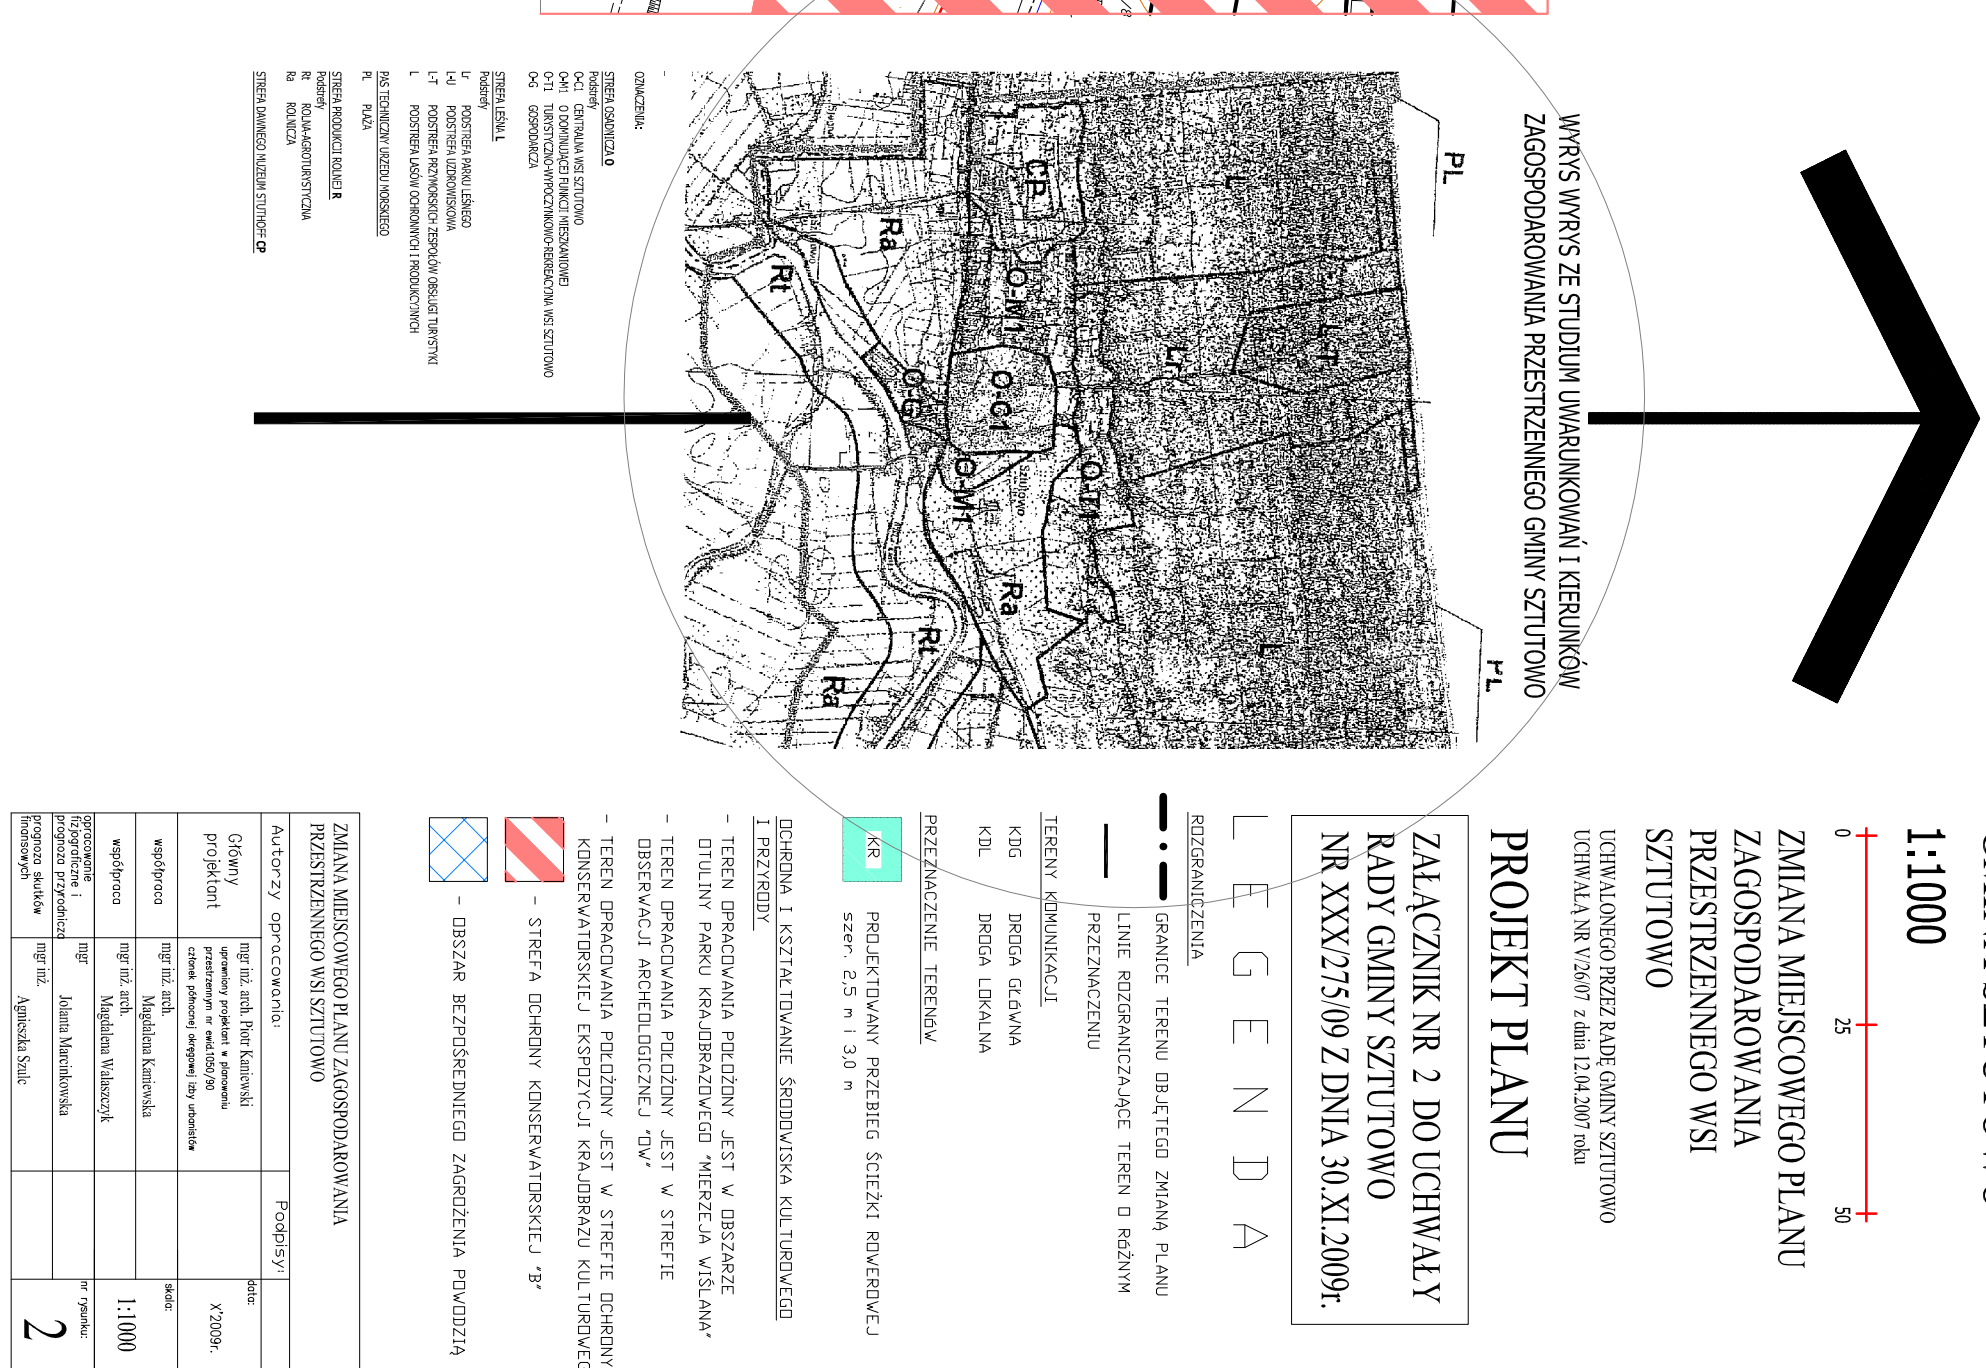 WYRYS WYRYS ZE STUDIUM UWARUNKOWAŃ I KIERUNKÓW
ZAGOSPODAROWANIA PRZESTRZENNEGO GMINY SZTUTOWO
PL
PL
L
L-T
Lr
L
CP
O-M1
O-C1
O-T1
O-G
O-M1
Sztutowo
Ra
Rt
Ra
Rt
Ra
L
OZNACZENIA:
STREFA OSADNICZA O
Podstrefy
O-C1 CENTRALNA WSI SZTUTOWO
O-M1 O DOMINUJĄCEJ FUNKCJI MIESZKANIOWEJ
O-T1 TURYSTYCZNO-WYPOCZYNKOWO-REKREACYJNA WSI SZTUTOWO
O-G GOSPODARCZA
STREFA LEŚNA L
Podstrefy
Lr PODSTREFA PARKU LEŚNEGO
L-U PODSTREFA UZDROWISKOWA
L-T PODSTREFA PRZYMORSKICH ZESPOŁÓW OBSŁUGI TURYSTYKI
L PODSTREFA LASÓW OCHRONNYCH I PRODUKCYJNYCH
PAS TECHNICZNY URZĘDU MORSKIEGO
PL PLAŻA
STREFA PRODUKCJI ROLNEJ R
Podstrefy
Rt ROLNA-AGROTURYSTYCZNA
Ra ROLNICZA
STREFA DAWNEGO MUZEUM STUTHOFF CP
1:1000
0 25 50
ZMIANA MIEJSCOWEGO PLANU
ZAGOSPODAROWANIA
PRZESTRZENNEGO WSI
SZTUTOWO
UCHWALONEGO PRZEZ RADĘ GMINY SZTUTOWO
UCHWAŁĄ NR V/26/07 z dnia 12.04.2007 roku
PROJEKT PLANU
ZAŁĄCZNIK NR 2 DO UCHWAŁY
RADY GMINY SZTUTOWO
NR XXX/275/09 Z DNIA 30.XI.2009r.
LEGENDA
ROZGRANICZENIA
GRANICE TERENU OBJĘTEGO ZMIANĄ PLANU
LINIE ROZGRANICZAJĄCE TEREN O RÓŻNYM
PRZEZNACZENIU
TERENY KOMUNIKACJI
KDG DROGA GŁÓWNA
KDL DROGA LOKALNA
PRZEZNACZENIE TERENÓW
KR PROJEKTOWANY PRZEBIEG ŚCIEŻKI ROWEROWEJ
szer. 2,5 m i 3,0 m
OCHRONA I KSZTAŁTOWANIE ŚRODOWISKA KULTUROWEGO
I PRZYRODY
- TEREN OPRACOWANIA POŁOŻONY JEST W OBSZARZE
OTULINY PARKU KRAJOBRAZOWEGO "MIERZEJA WIŚLANA"
- TEREN OPRACOWANIA POŁOŻONY JEST W STREFIE
OBSERWACJI ARCHEOLOGICZNEJ "OW"
- TEREN OPRACOWANIA POŁOŻONY JEST W STREFIE OCHRONY
KONSERWATORSKIEJ EKSPOZYCJI KRAJOBRAZU KULTUROWEG
- STREFA OCHRONY KONSERWATORSKIEJ "B"
- OBSZAR BEZPOŚREDNIEGO ZAGROŻENIA POWODZIĄ
ZMIANA MIEJSCOWEGO PLANU ZAGOSPODAROWANIA
PRZESTRZENNEGO WSI SZTUTOWO
Autorzy opracowania: Podpisy:
Główny
projektant
mgr inż. arch. Piotr Kaniewski
uprawniony projektant w planowaniu
przestrzennym nr ewid.1050/90
członek północnej okręgowej izby urbanistów
data:
X'2009r.
współpraca
mgr inż. arch.
Magdalena Kaniewska
skala:
1:1000
współpraca
mgr inż. arch.
Magdalena Walaszczyk
opracowanie
fizjograficzne i
prognoza przyrodnicza
mgr
Jolanta Marcinkowska
nr rysunku:
2
prognoza skutków
finansowych
mgr inż.
Agnieszka Szulc